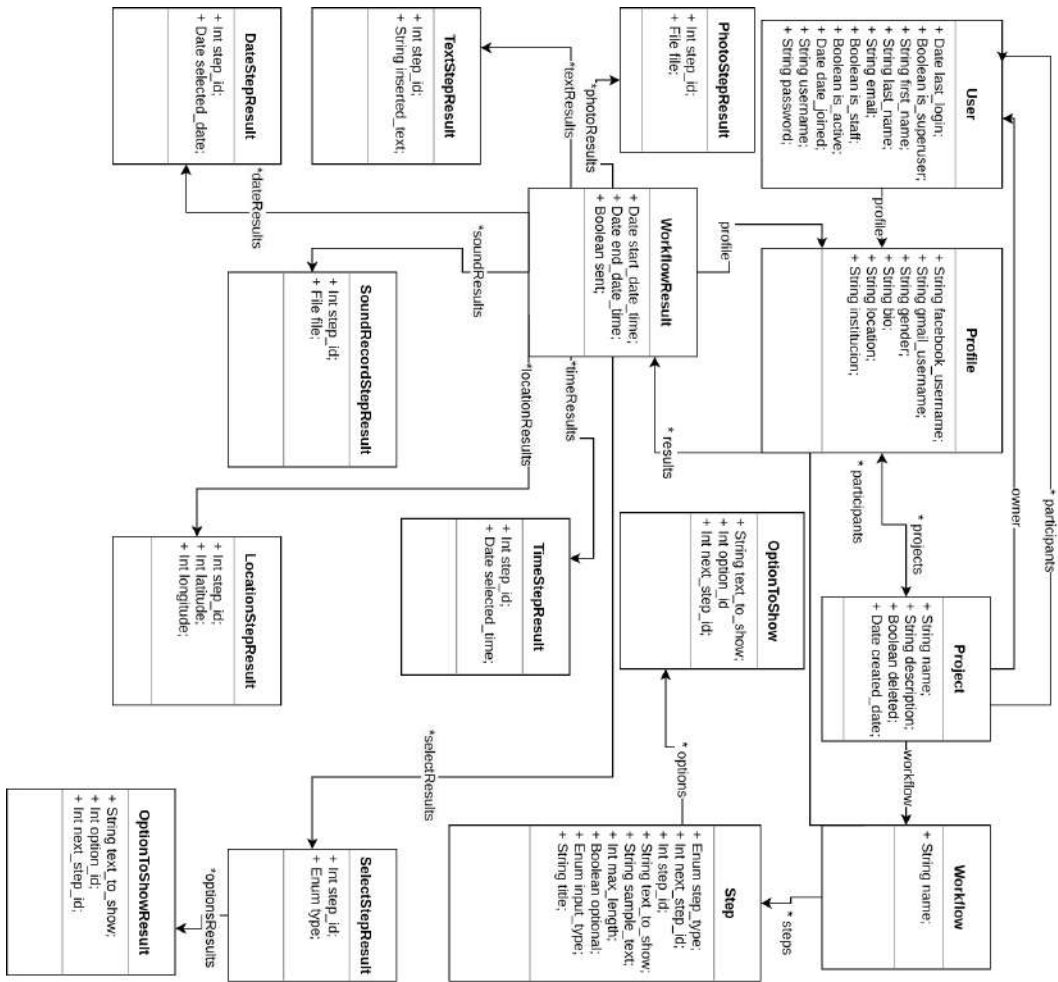 User
+ Date last_login;
+ Boolean is_superuser;
+ String first_name;
+ String last_name;
+ String email;
+ Boolean is_staff;
+ Boolean is_active;
+ Date date_joined;
+ String username;
+ String password;
* participants
owner
profile
Profile
+ String facebook_username;
+ String gmail_username;
+ String gender;
+ String bio;
+ String location;
+ String institucion;
* projects
* participants
Project
+ String name;
+ String description;
+ Boolean deleted;
+ Date created_date;
workflow
Workflow
+ String name;
PhotoStepResult
+ Int step_id;
+ File file;
*photoResults
profile
WorkflowResult
+ Date start_date_time;
+ Date end_date_time;
+ Boolean sent;
* results
OptionToShow
+ String text_to_show;
+ Int option_id
+ Int next_step_id;
* options
* steps
Step
+ Enum step_type;
+ Int next_step_id;
+ Int step_id;
+ String text_to_show;
+ String sample_text;
+ Int max_length;
+ Boolean optional;
+ Enum input_type;
+ String title;
TextStepResult
+ Int step_id;
+ String inserted_text;
*textResults
*timeResults
*locationResults
TimeStepResult
+ Int step_id;
+ Date selected_time;
*selectResults
DateStepResult
+ Int step_id;
+ Date selected_date;
*dateResults
*soundResults
SoundRecordStepResult
+ Int step_id;
+ File file;
LocationStepResult
+ Int step_id;
+ Int latitude;
+ Int longitude;
SelectStepResult
+ Int step_id;
+ Enum type;
*optionsResults
OptionToShowResult
+ String text_to_show;
+ Int option_id;
+ Int next_step_id;